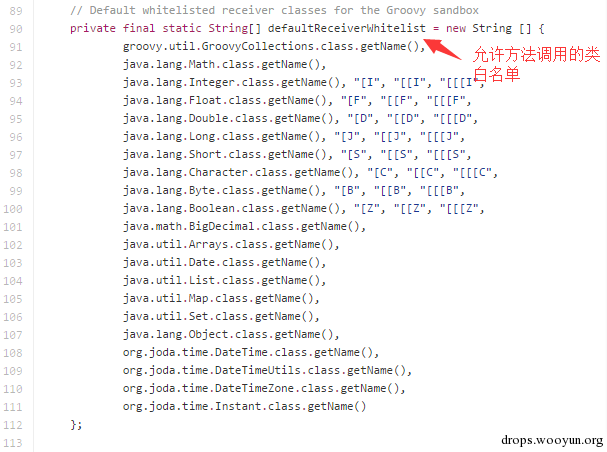 89 // Default whitelisted receiver classes for the Groovy sandbox
90 private final static String[] defaultReceiverWhitelist = new String [] {
91 groovy.util.GroovyCollections.class.getName(),
92 java.lang.Math.class.getName(),
93 java.lang.Integer.class.getName(), "[I", "[[I", "[[[I",
94 java.lang.Float.class.getName(), "[F", "[[F", "[[[F",
95 java.lang.Double.class.getName(), "[D", "[[D", "[[[D",
96 java.lang.Long.class.getName(), "[J", "[[J", "[[[J",
97 java.lang.Short.class.getName(), "[S", "[[S", "[[[S",
98 java.lang.Character.class.getName(), "[C", "[[C", "[[[C",
99 java.lang.Byte.class.getName(), "[B", "[[B", "[[[B",
100 java.lang.Boolean.class.getName(), "[Z", "[[Z", "[[[Z",
101 java.math.BigDecimal.class.getName(),
102 java.util.Arrays.class.getName(),
103 java.util.Date.class.getName(),
104 java.util.List.class.getName(),
105 java.util.Map.class.getName(),
106 java.util.Set.class.getName(),
107 java.lang.Object.class.getName(),
108 org.joda.time.DateTime.class.getName(),
109 org.joda.time.DateTimeUtils.class.getName(),
110 org.joda.time.DateTimeZone.class.getName(),
111 org.joda.time.Instant.class.getName()
112 };
113
允许方法调用的类
白名单
drops.wooyun.org